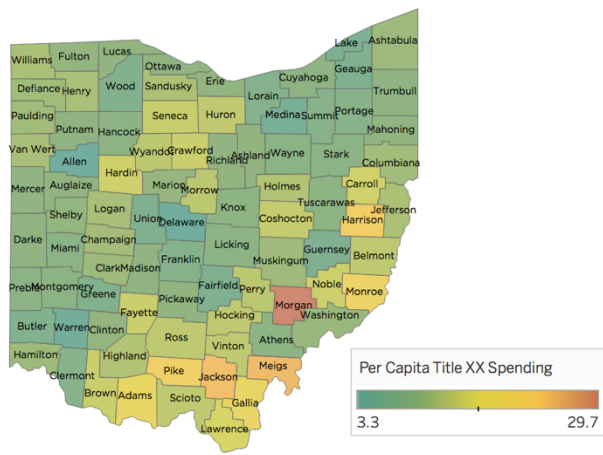 Ashtabula
Lake
Lucas
Fulton
Williams
Ottawa
Geauga
Erie
Cuyahoga
Defiance
Henry
Wood
Sandusky
Lorain
Trumbull
Paulding
Seneca
Huron
Medina
Summit
Portage
Putnam
Hancock
Mahoning
Van Wert
Wyandot
Crawford
Richland
Ashland
Wayne
Stark
Allen
Columbiana
Hardin
Mercer
Auglaize
Marion
Morrow
Holmes
Carroll
Tuscarawas
Logan
Shelby
Union
Delaware
Knox
Coshocton
Harrison
Jefferson
Darke
Champaign
Miami
Licking
Guernsey
Belmont
Muskingum
Clark
Madison
Franklin
Preble
Montgomery
Greene
Fairfield
Perry
Noble
Monroe
Pickaway
Morgan
Fayette
Washington
Butler
Warren
Clinton
Hocking
Ross
Athens
Vinton
Hamilton
Highland
Clermont
Pike
Jackson
Meigs
Brown
Adams
Scioto
Gallia
Lawrence
Per Capita Title XX Spending
3.3
29.7